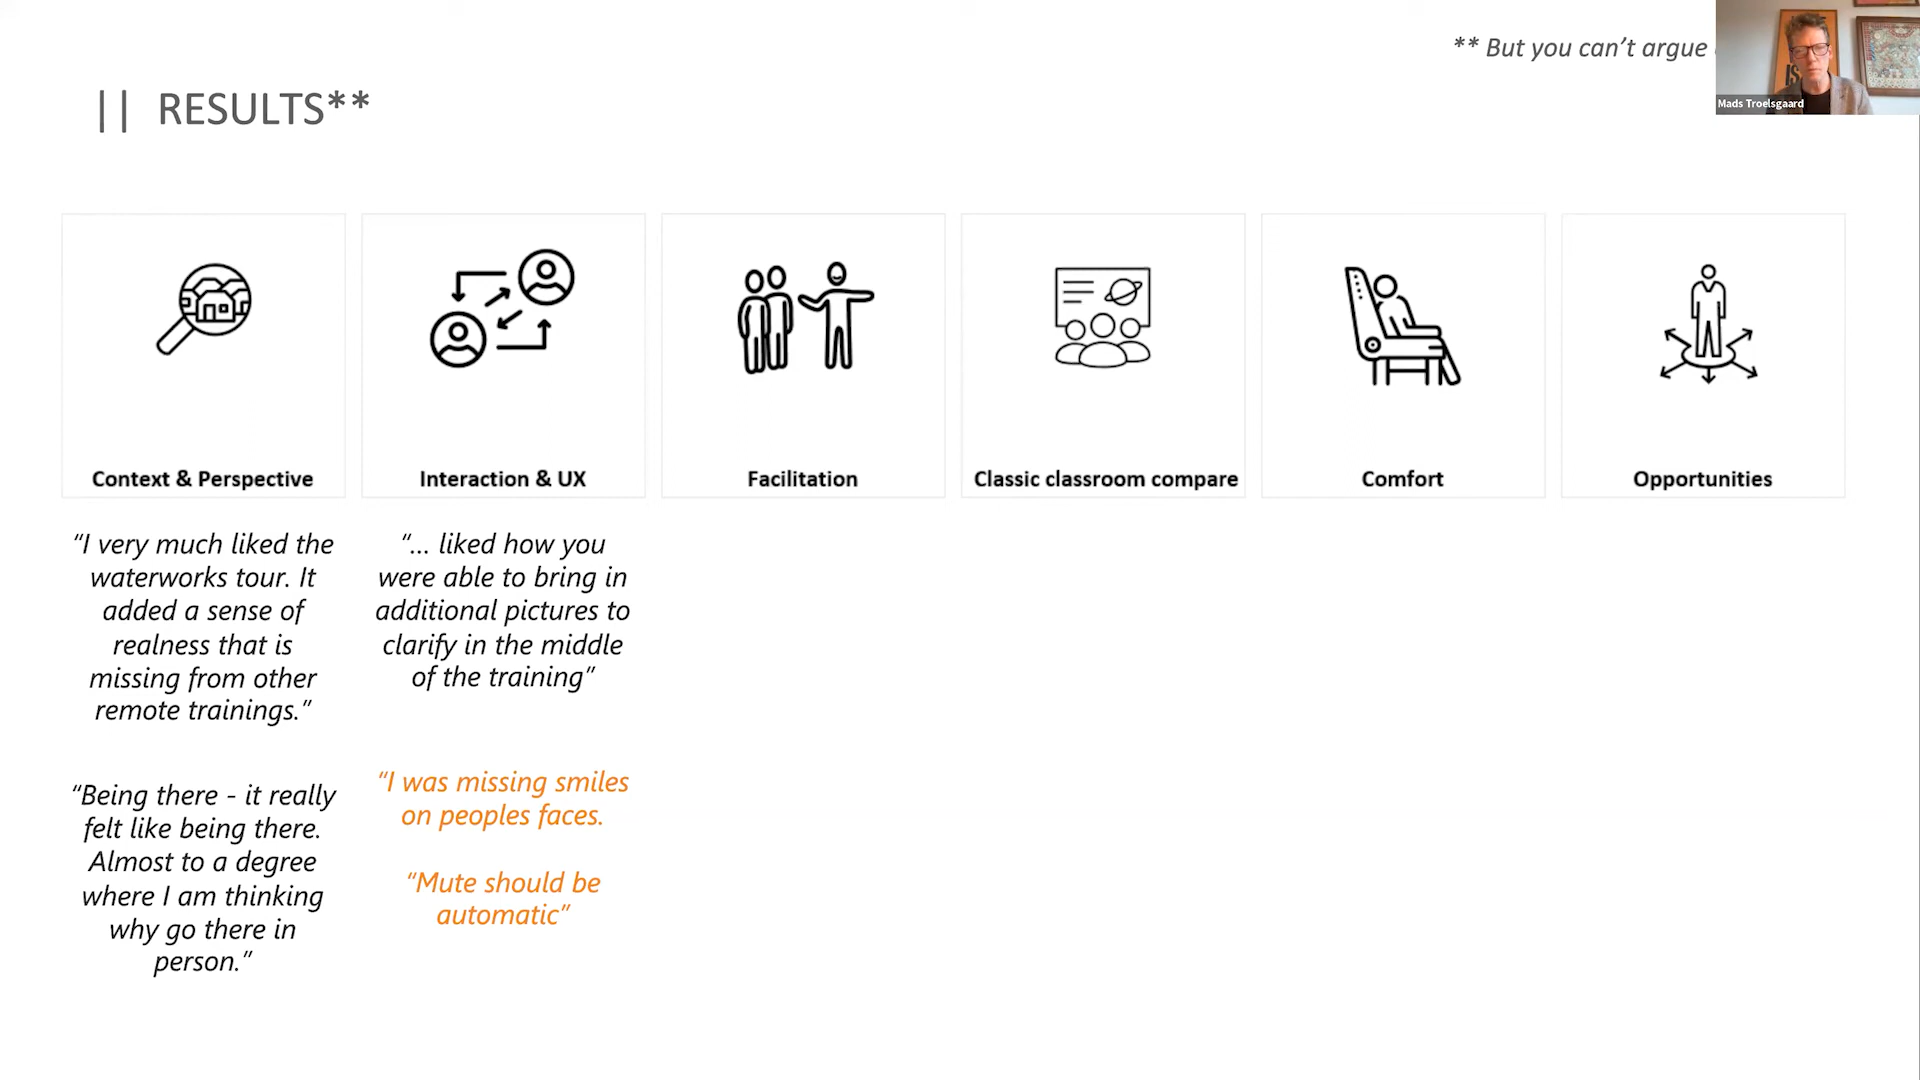 ** But you can't argue
Mads Troelsgaard
|| RESULTS**
Context & Perspective
Interaction & UX
Facilitation
Classic classroom compare
Comfort
Opportunities
“I very much liked the
waterworks tour. It
added a sense of
realness that is
missing from other
remote trainings.”
“Being there - it really
felt like being there.
Almost to a degree
where I am thinking
why go there in
person.”
“... liked how you
were able to bring in
additional pictures to
clarify in the middle
of the training”
“I was missing smiles
on peoples faces.
“Mute should be
automatic”